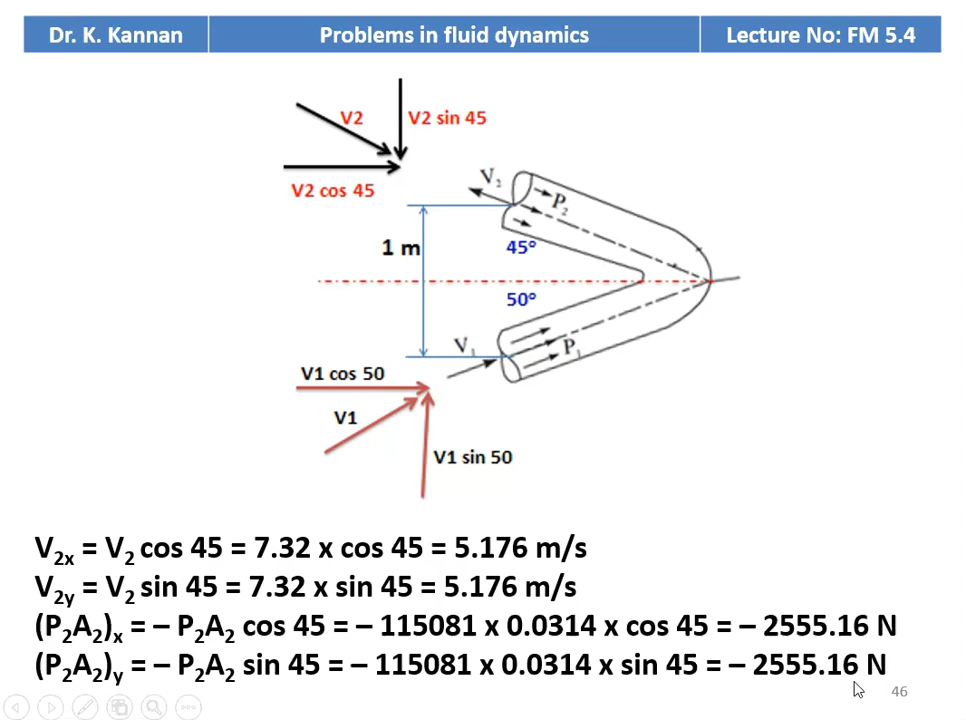 Dr. K. Kannan
Problems in fluid dynamics
Lecture No: FM 5.4
V2
V2 sin 45
V2 cos 45
V₂
P₂
1 m
45°
50°
V₁
P₁
V1 cos 50
V1
V1 sin 50
V₂ₓ = V₂ cos 45 = 7.32 x cos 45 = 5.176 m/s
V₂y = V₂ sin 45 = 7.32 x sin 45 = 5.176 m/s
(P₂A₂)ₓ = – P₂A₂ cos 45 = – 115081 x 0.0314 x cos 45 = – 2555.16 N
(P₂A₂)y = – P₂A₂ sin 45 = – 115081 x 0.0314 x sin 45 = – 2555.16 N
46